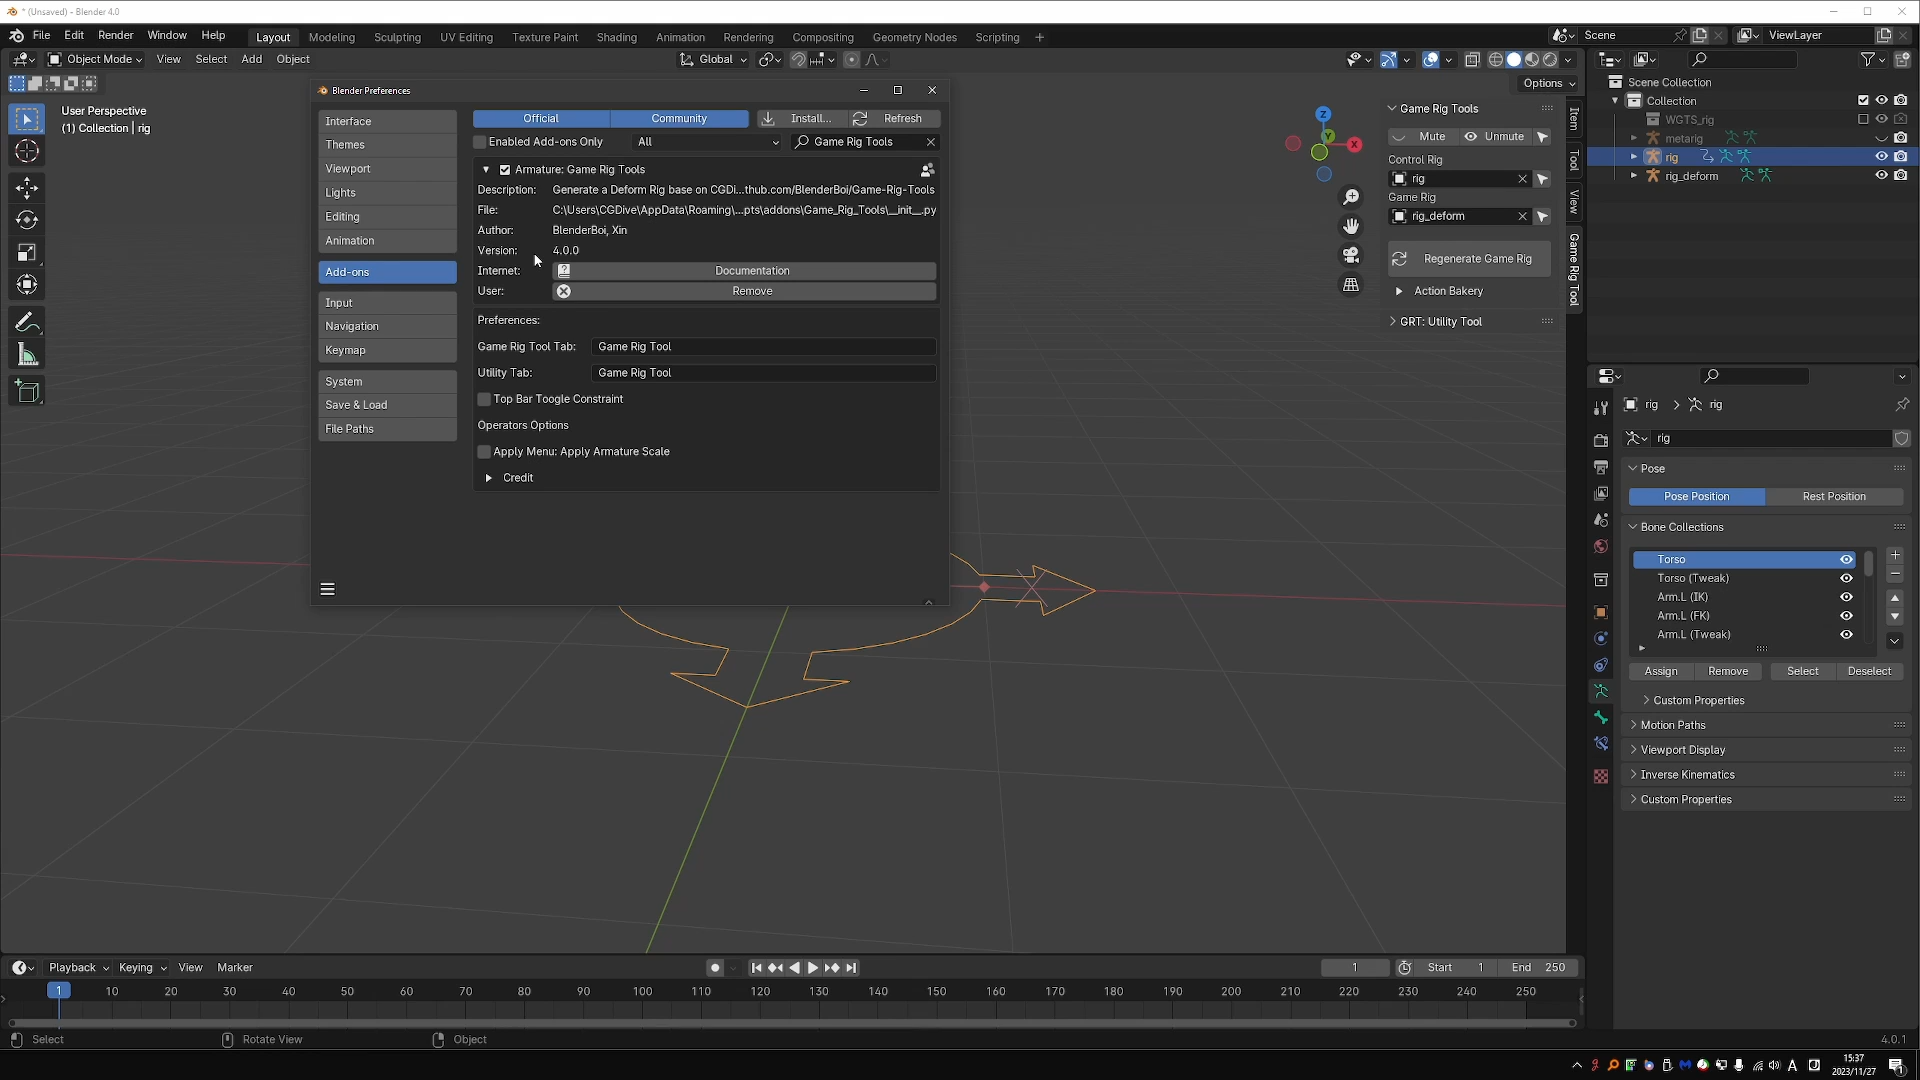 * (Unsaved) - Blender 4.0
File Edit Render Window Help
Layout Modeling Sculpting UV Editing Texture Paint Shading Animation Rendering Compositing Geometry Nodes Scripting +
Scene
ViewLayer
Object Mode View Select Add Object
Global
Options
User Perspective
(1) Collection | rig
Blender Preferences
Interface
Themes
Viewport
Lights
Editing
Animation
Add-ons
Input
Navigation
Keymap
System
Save & Load
File Paths
Official Community Install... Refresh
Enabled Add-ons Only All Game Rig Tools
Armature: Game Rig Tools
Description: Generate a Deform Rig base on CGDi...thub.com/BlenderBoi/Game-Rig-Tools
File: C:\Users\CGDive\AppData\Roaming\...pts\addons\Game_Rig_Tools\__init__.py
Author: BlenderBoi, Xin
Version: 4.0.0
Internet: Documentation
User: Remove
Preferences:
Game Rig Tool Tab: Game Rig Tool
Utility Tab: Game Rig Tool
Top Bar Toogle Constraint
Operators Options
Apply Menu: Apply Armature Scale
Credit
Z
Y
X
Game Rig Tools
Mute Unmute
Control Rig
rig
Game Rig
rig_deform
Regenerate Game Rig
Action Bakery
GRT: Utility Tool
Item
Tool
View
Game Rig Tool
Scene Collection
Collection
WGTS_rig
metarig
rig
rig_deform
rig > rig
rig
Pose
Pose Position Rest Position
Bone Collections
Torso
Torso (Tweak)
Arm.L (IK)
Arm.L (FK)
Arm.L (Tweak)
Assign Remove Select Deselect
Custom Properties
Motion Paths
Viewport Display
Inverse Kinematics
Custom Properties
Playback Keying View Marker
1 Start 1 End 250
1 10 20 30 40 50 60 70 80 90 100 110 120 130 140 150 160 170 180 190 200 210 220 230 240 250
Select Rotate View Object
4.0.1
A
15:37
2023/11/27
1